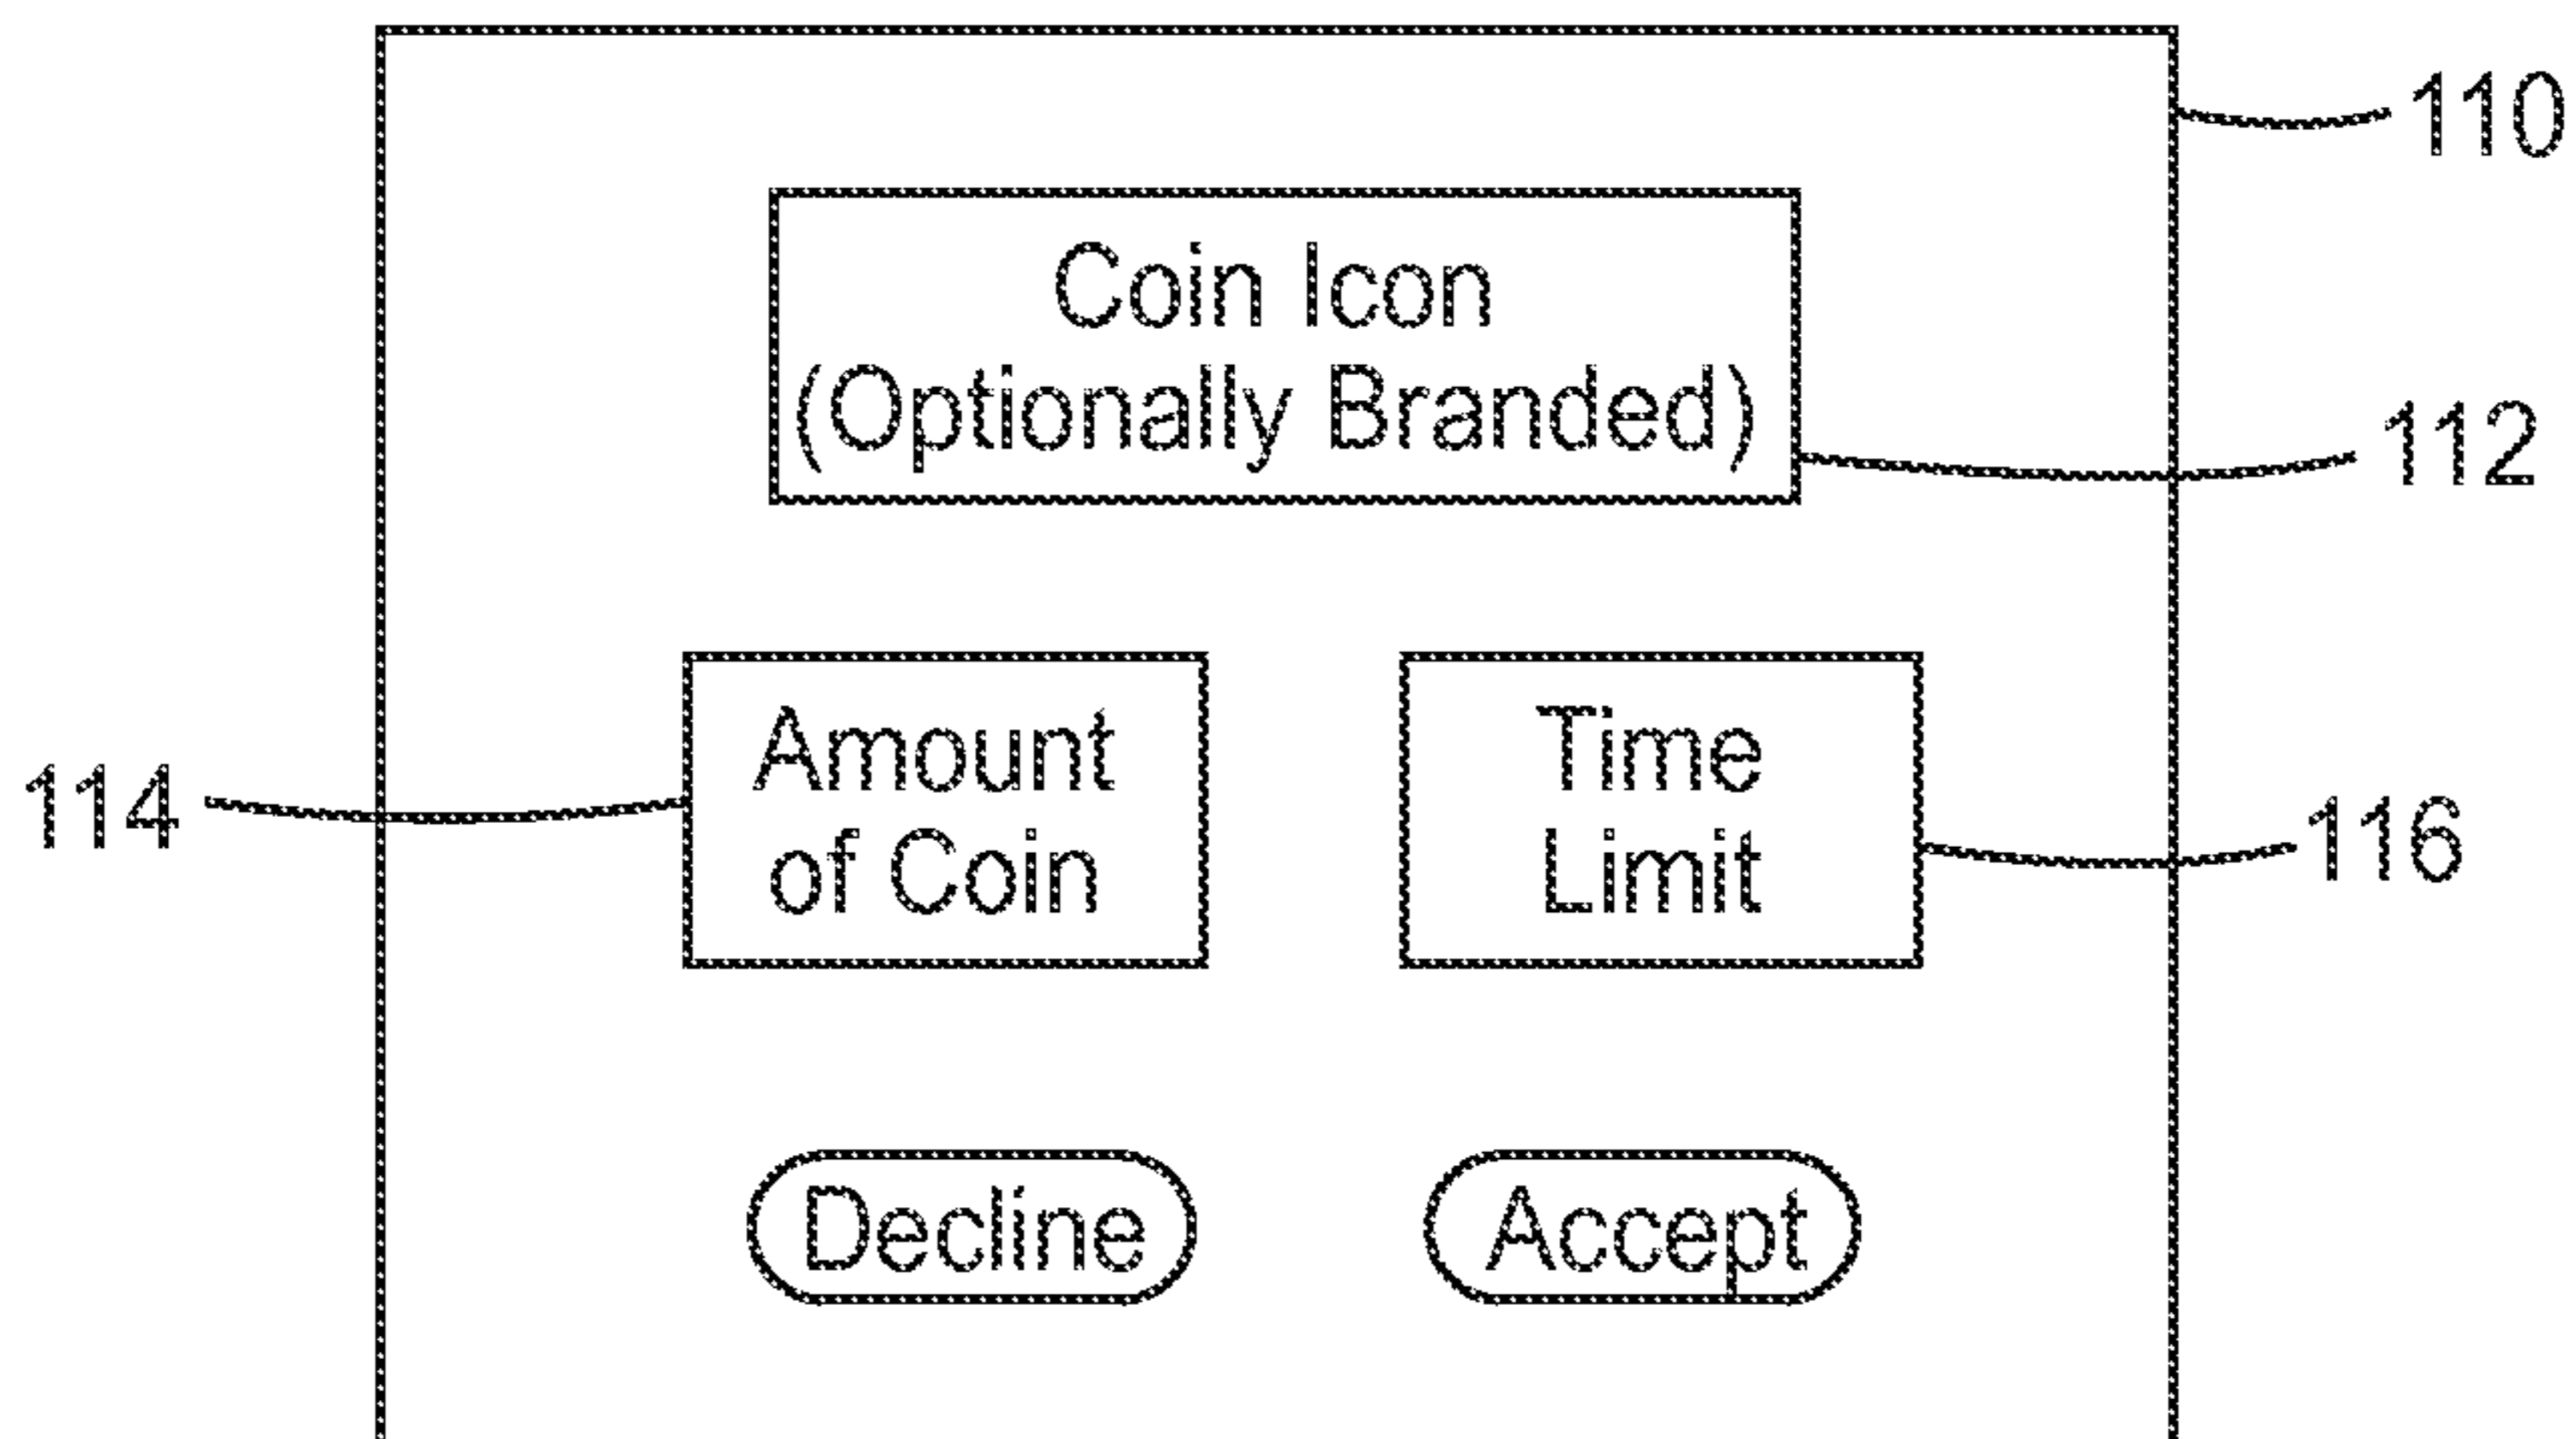 110
Coin Icon
(Optionally Branded)
112
Amount
of Coin
114
Time
Limit
116
Decline
Accept